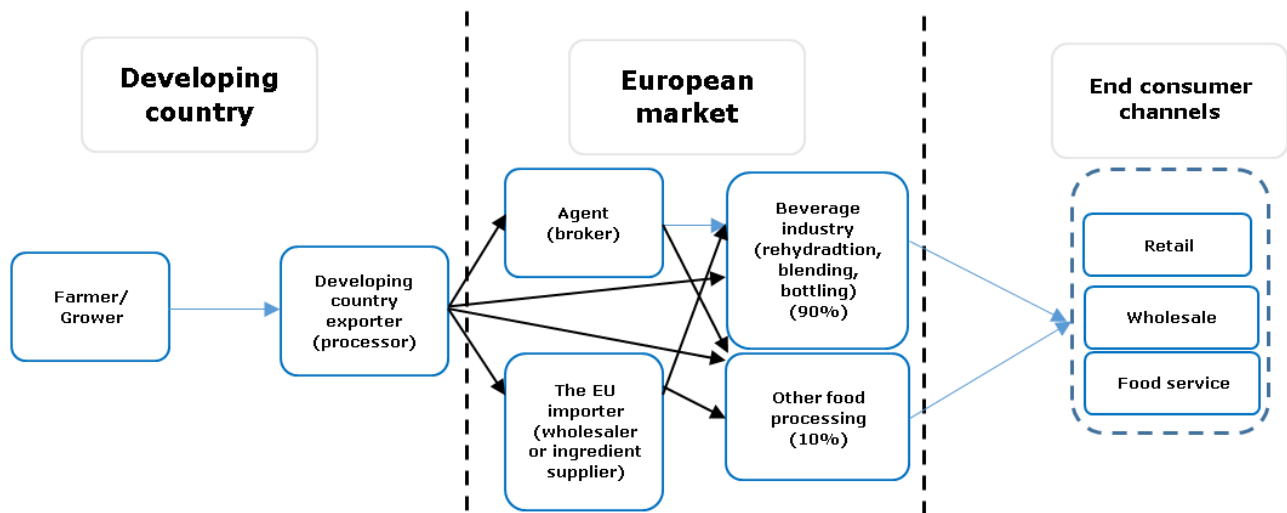 Developing
country
European
market
End consumer
channels
Farmer/
Grower
Developing
country
exporter
(processor)
Agent
(broker)
The EU
importer
(wholesaler
or ingredient
supplier)
Beverage
industry
(rehydradtion,
blending,
bottling)
(90%)
Other food
processing
(10%)
Retail
Wholesale
Food service